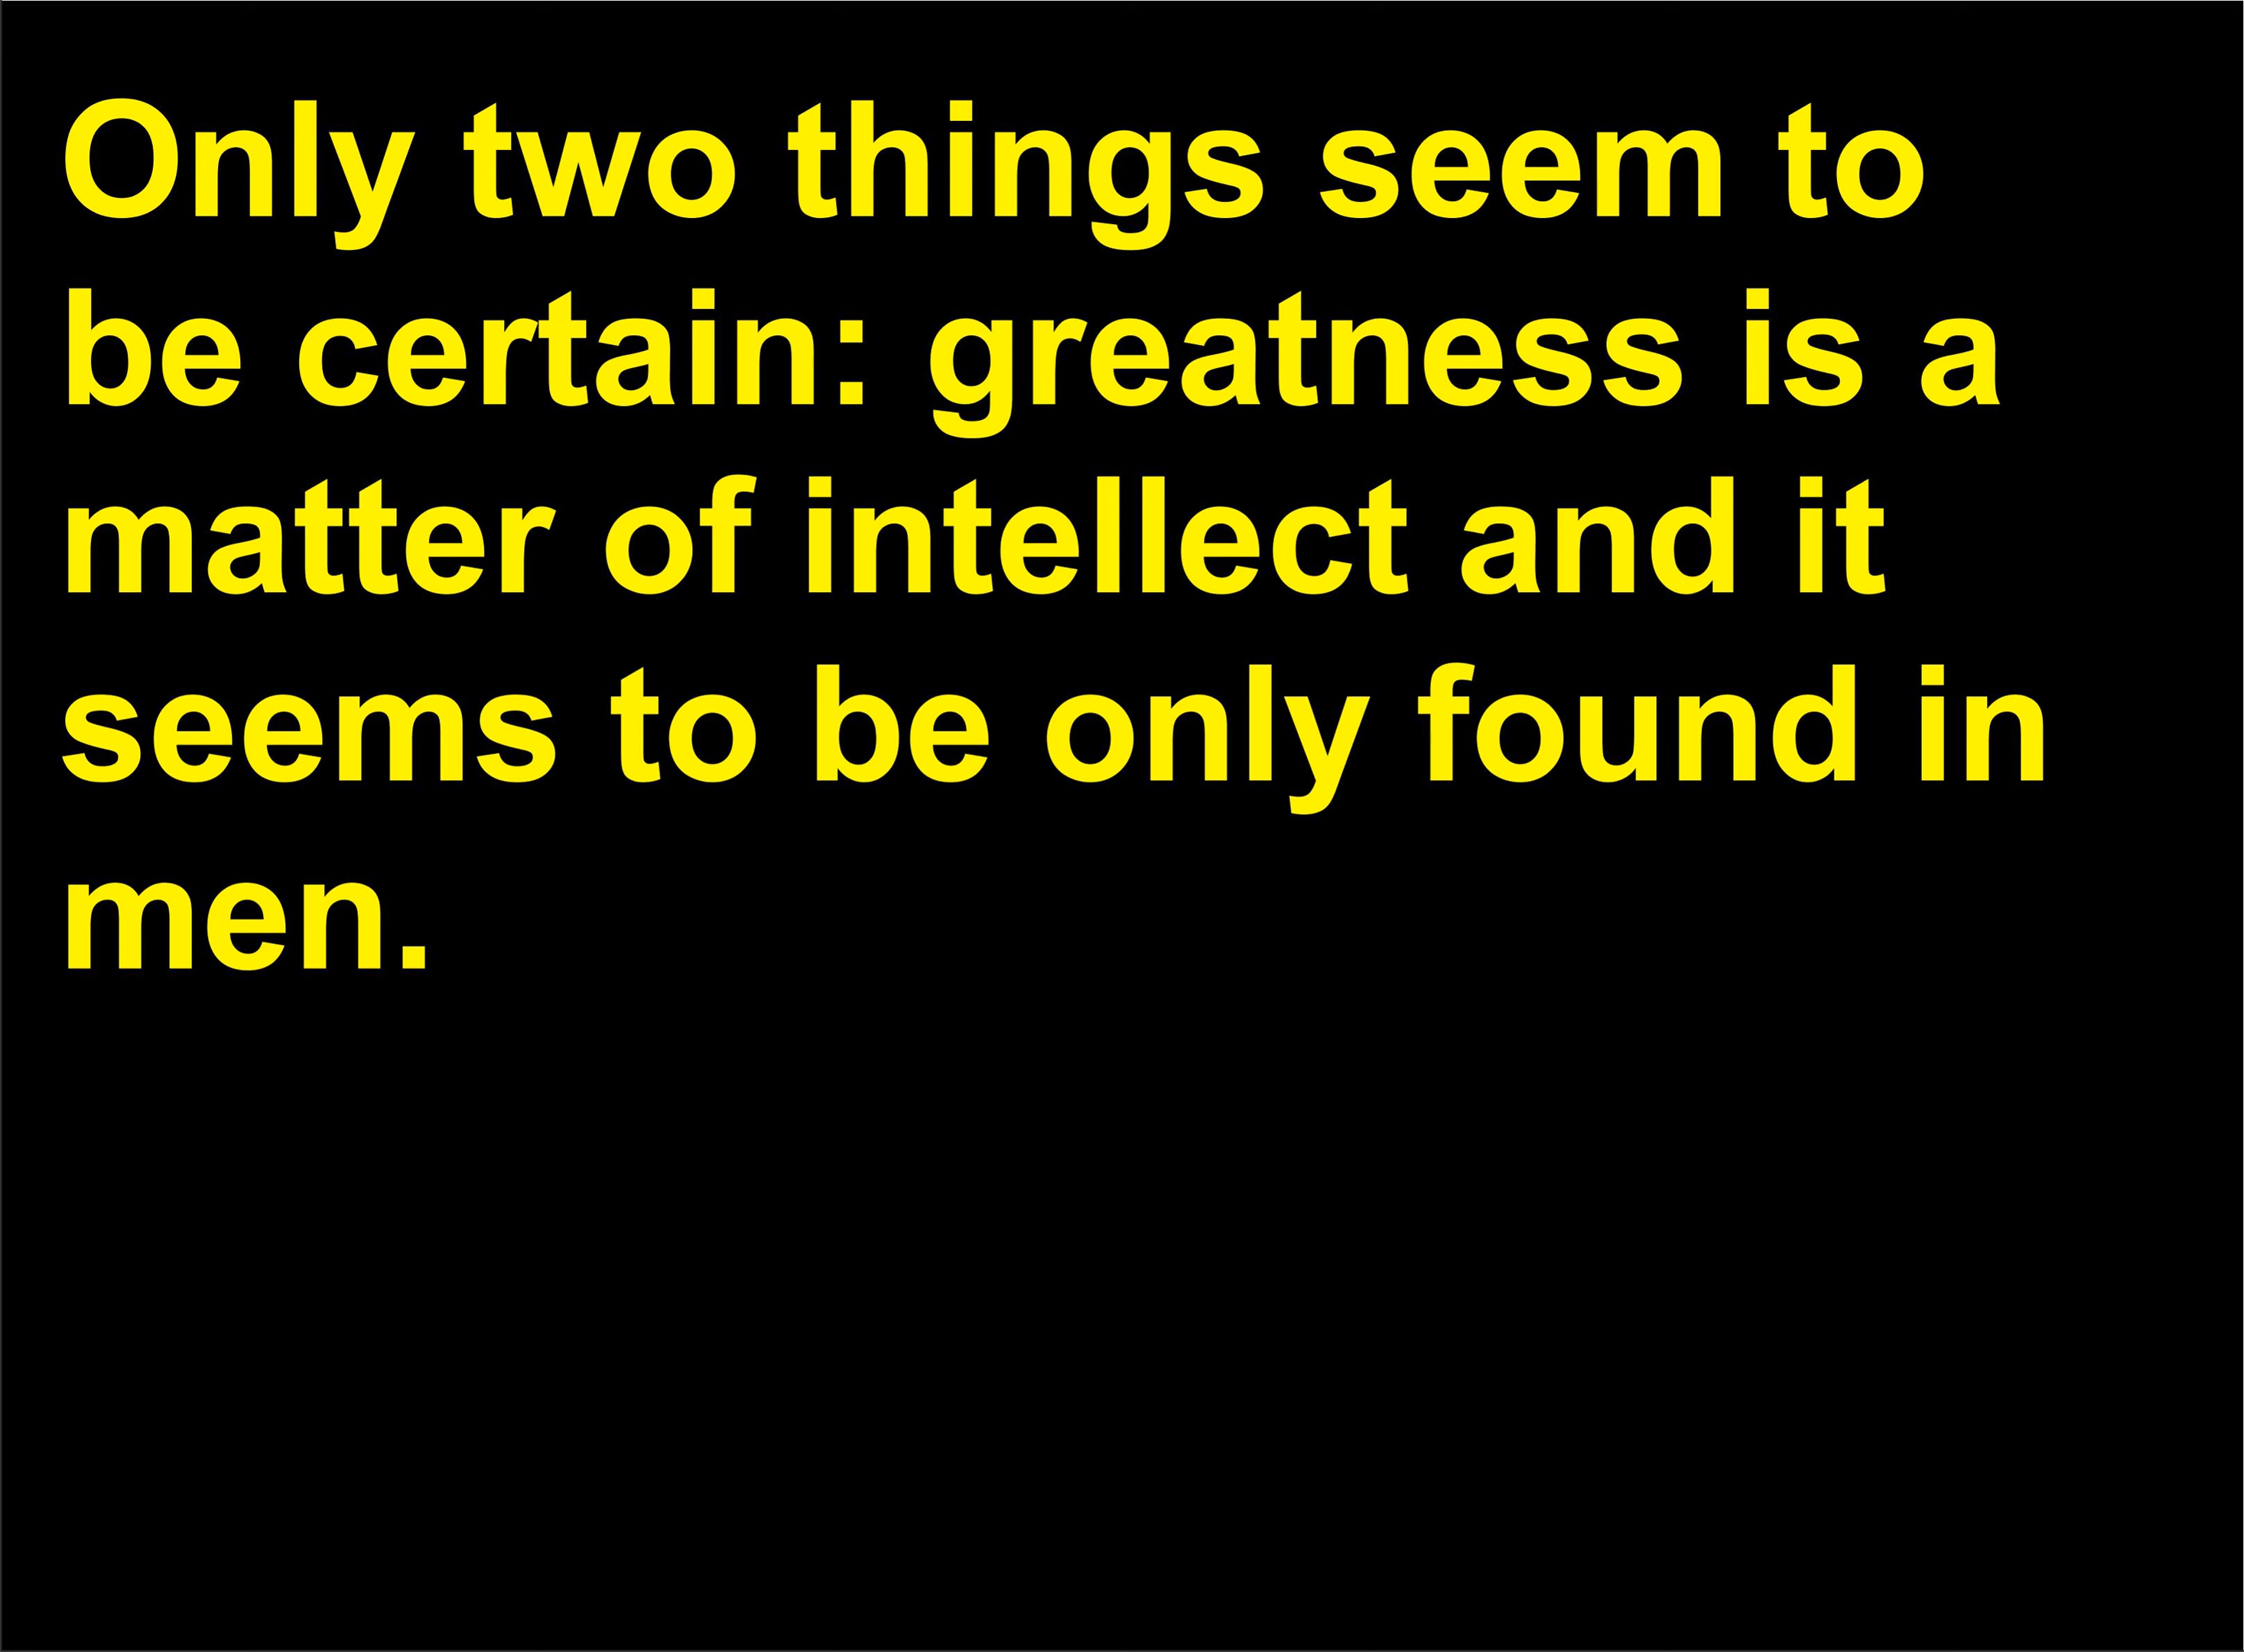 Only two things seem to
be certain: greatness is a
matter of intellect and it
seems to be only found in
men.